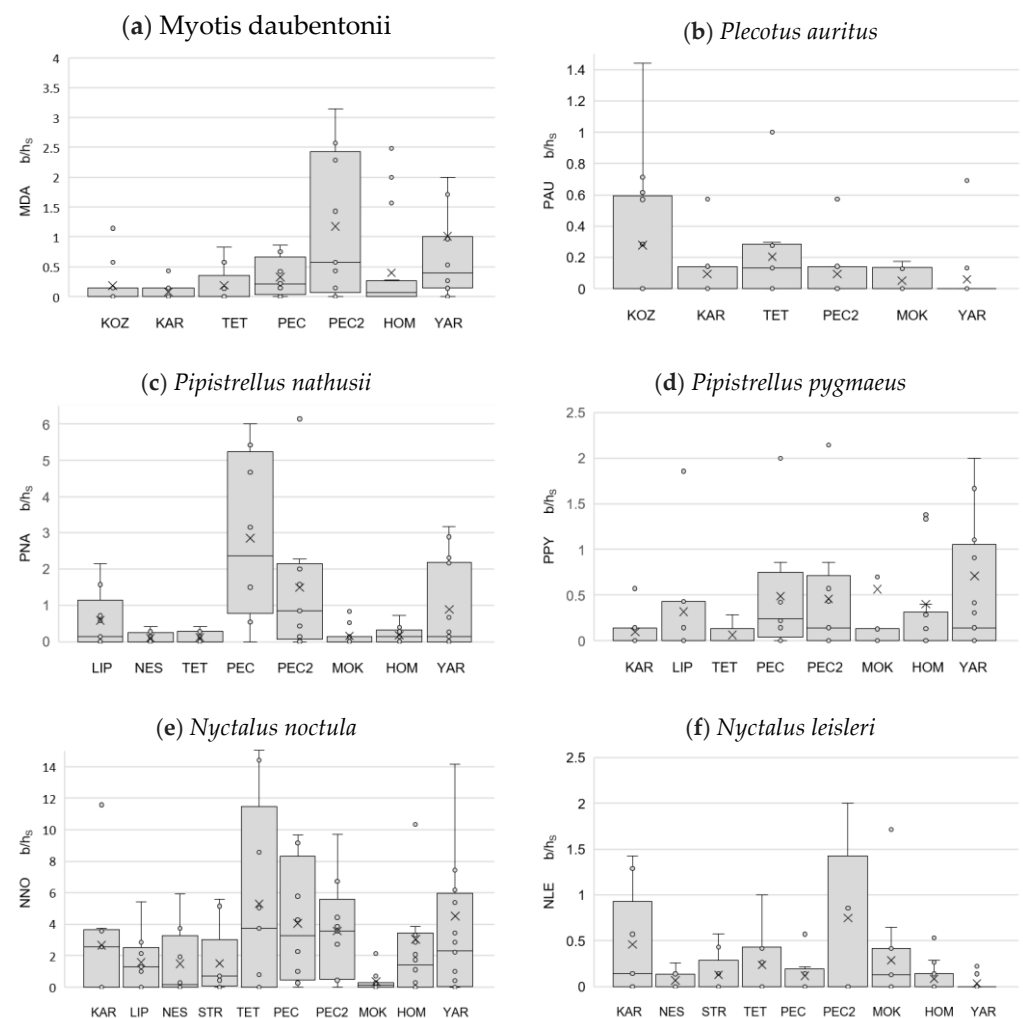 (a) Myotis daubentonii
4
3.5
3
2.5
2
1.5
1
0.5
0
MDA b/hs
KOZ KAR TET PEC PEC2 HOM YAR
(b) Plecotus auritus
1.4
1.2
1
0.8
0.6
0.4
0.2
0
PAU b/hs
KOZ KAR TET PEC2 MOK YAR
(c) Pipistrellus nathusii
6
5
4
3
2
1
0
PNA b/hs
LIP NES TET PEC PEC2 MOK HOM YAR
(d) Pipistrellus pygmaeus
2.5
2
1.5
1
0.5
0
PPY b/hs
KAR LIP TET PEC PEC2 MOK HOM YAR
(e) Nyctalus noctula
14
12
10
8
6
4
2
0
NNO b/hs
KAR LIP NES STR TET PEC PEC2 MOK HOM YAR
(f) Nyctalus leisleri
2.5
2
1.5
1
0.5
0
NLE b/hs
KAR NES STR TET PEC PEC2 MOK HOM YAR